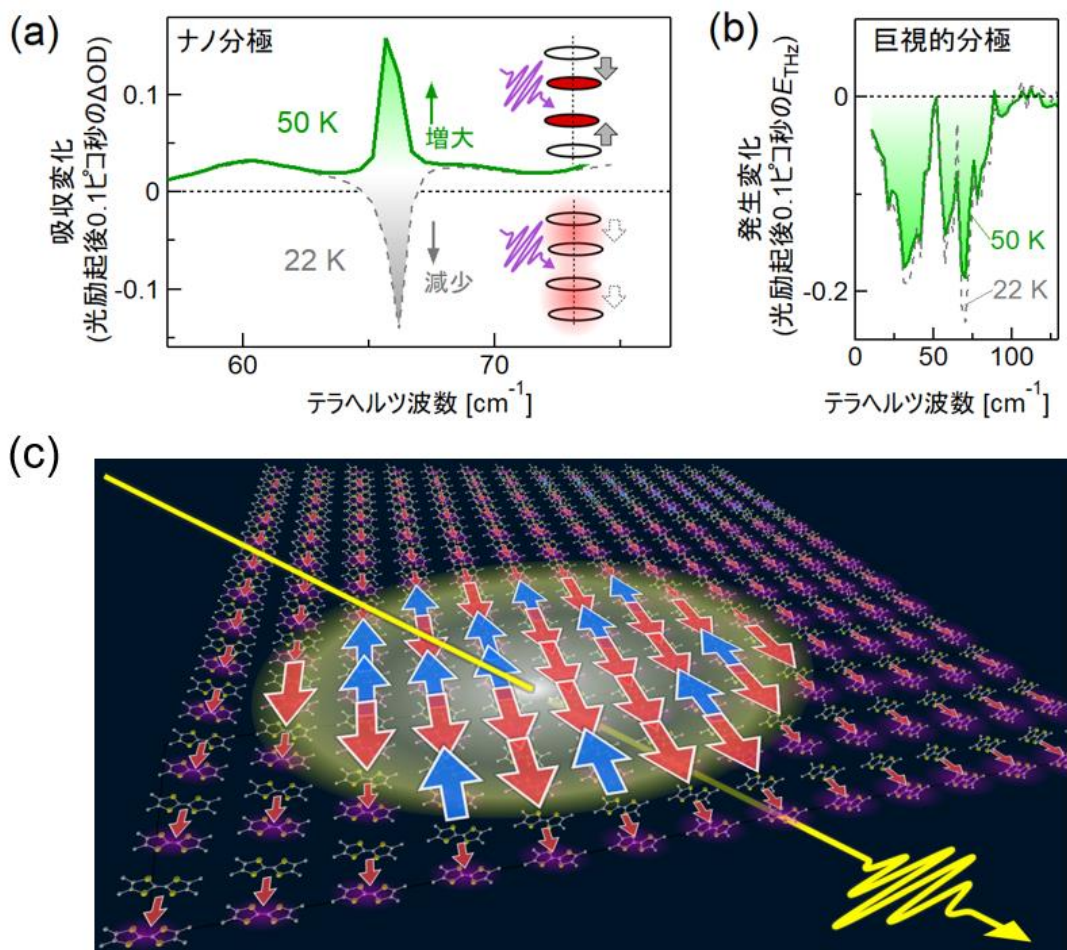 (a)
ナノ分極
吸収変化
(光励起後0.1ピコ秒のΔOD)
0.1
0
-0.1
50 K
増大
22 K
減少
60
70
テラヘルツ波数 [cm⁻¹]
(b)
巨視的分極
発生変化
(光励起後0.1ピコ秒のE_THz)
0
-0.2
50 K
22 K
0
50
100
テラヘルツ波数 [cm⁻¹]
(c)